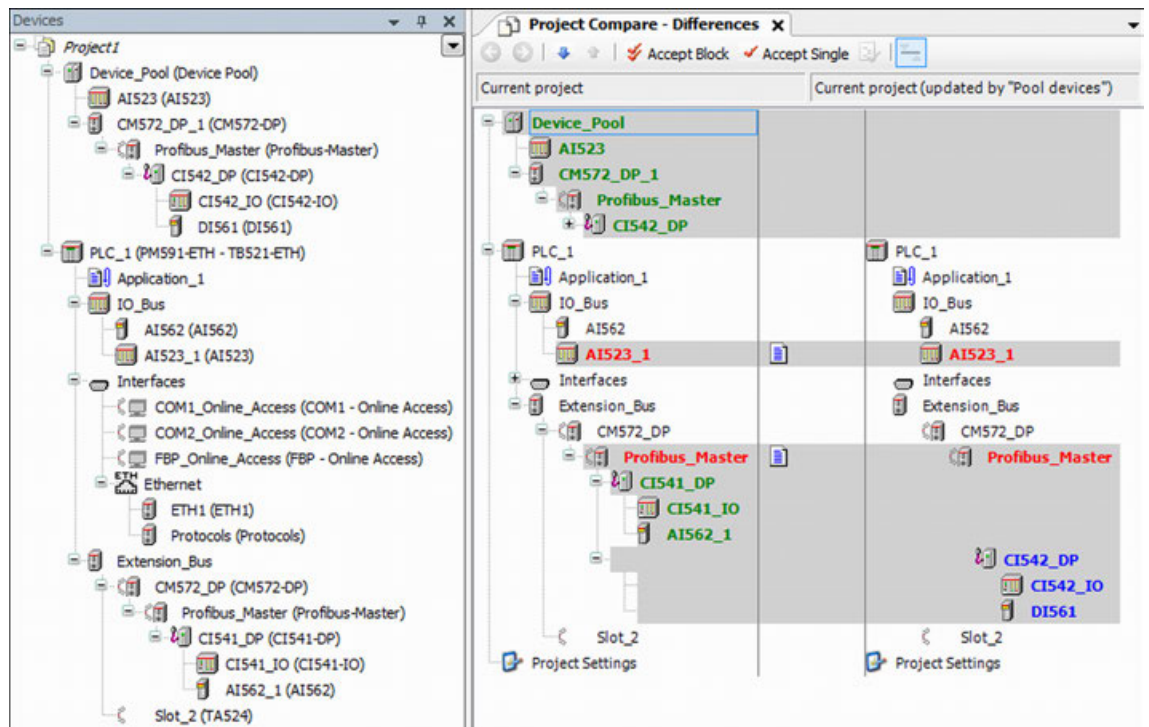 Devices
Project1
Device_Pool (Device Pool)
AI523 (AI523)
CM572_DP_1 (CM572-DP)
Profibus_Master (Profibus-Master)
CI542_DP (CI542-DP)
CI542_IO (CI542-IO)
DI561 (DI561)
PLC_1 (PM591-ETH - TB521-ETH)
Application_1
IO_Bus
AI562 (AI562)
AI523_1 (AI523)
Interfaces
COM1_Online_Access (COM1 - Online Access)
COM2_Online_Access (COM2 - Online Access)
FBP_Online_Access (FBP - Online Access)
ETH
Ethernet
ETH1 (ETH1)
Protocols (Protocols)
Extension_Bus
CM572_DP (CM572-DP)
Profibus_Master (Profibus-Master)
CI541_DP (CI541-DP)
CI541_IO (CI541-IO)
AI562_1 (AI562)
Slot_2 (TA524)
Project Compare - Differences
Accept Block Accept Single
Current project Current project (updated by "Pool devices")
Device_Pool
AI523
CM572_DP_1
Profibus_Master
CI542_DP
PLC_1 PLC_1
Application_1 Application_1
IO_Bus IO_Bus
AI562 AI562
AI523_1 AI523_1
Interfaces Interfaces
Extension_Bus Extension_Bus
CM572_DP CM572_DP
Profibus_Master Profibus_Master
CI541_DP
CI541_IO
AI562_1
CI542_DP
CI542_IO
DI561
Slot_2 Slot_2
Project Settings Project Settings